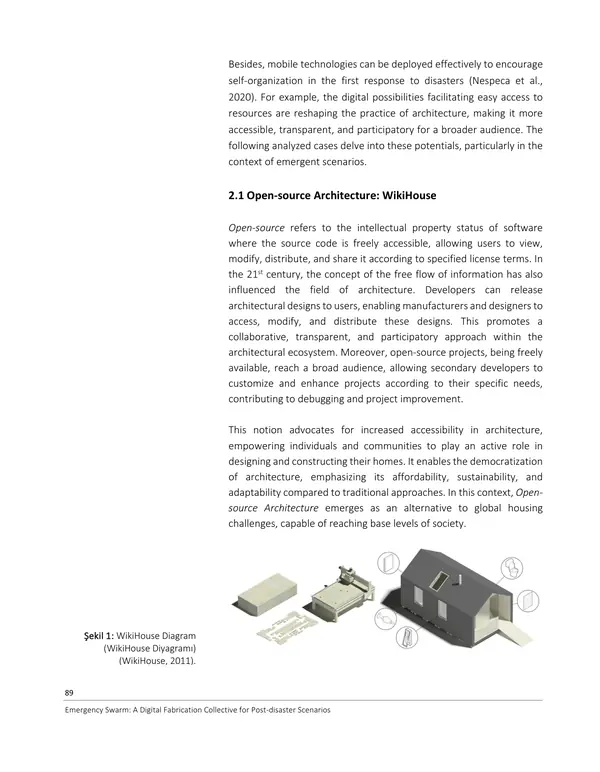 Besides, mobile technologies can be deployed effectively to encourage
self-organization in the first response to disasters (Nespeca et al.,
2020). For example, the digital possibilities facilitating easy access to
resources are reshaping the practice of architecture, making it more
accessible, transparent, and participatory for a broader audience. The
following analyzed cases delve into these potentials, particularly in the
context of emergent scenarios.
2.1 Open-source Architecture: WikiHouse
Open-source refers to the intellectual property status of software
where the source code is freely accessible, allowing users to view,
modify, distribute, and share it according to specified license terms. In
the 21st century, the concept of the free flow of information has also
influenced the field of architecture. Developers can release
architectural designs to users, enabling manufacturers and designers to
access, modify, and distribute these designs. This promotes a
collaborative, transparent, and participatory approach within the
architectural ecosystem. Moreover, open-source projects, being freely
available, reach a broad audience, allowing secondary developers to
customize and enhance projects according to their specific needs,
contributing to debugging and project improvement.
This notion advocates for increased accessibility in architecture,
empowering individuals and communities to play an active role in
designing and constructing their homes. It enables the democratization
of architecture, emphasizing its affordability, sustainability, and
adaptability compared to traditional approaches. In this context, Open-
source Architecture emerges as an alternative to global housing
challenges, capable of reaching base levels of society.
Şekil 1: WikiHouse Diagram
(WikiHouse Diyagramı)
(WikiHouse, 2011).
89
Emergency Swarm: A Digital Fabrication Collective for Post-disaster Scenarios